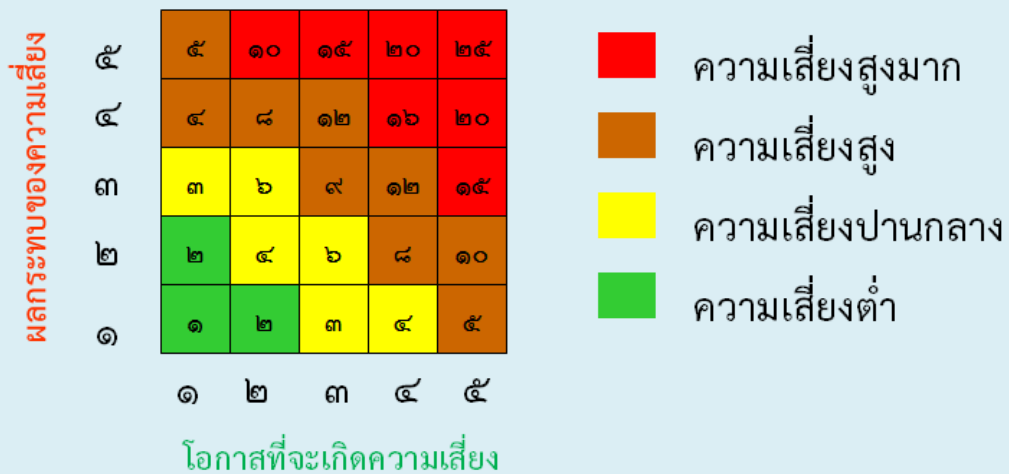 ผลกระทบของความเสี่ยง
๕ ๕ ๑๐ ๑๕ ๒๐ ๒๕
๔ ๔ ๘ ๑๒ ๑๖ ๒๐
๓ ๓ ๖ ๙ ๑๒ ๑๕
๒ ๒ ๔ ๖ ๘ ๑๐
๑ ๑ ๒ ๓ ๔ ๕
๑ ๒ ๓ ๔ ๕
โอกาสที่จะเกิดความเสี่ยง
ความเสี่ยงสูงมาก
ความเสี่ยงสูง
ความเสี่ยงปานกลาง
ความเสี่ยงต่ำ